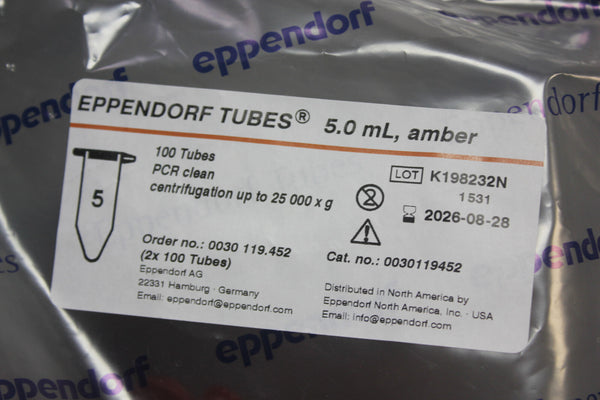 eppendorf
eppendorf
eppendorf
EPPENDORF TUBES® 5.0 mL, amber
100 Tubes
PCR clean
centrifugation up to 25 000 x g
5
2
LOT K198232N
1531
2026-08-28
Order no.: 0030 119.452
(2x 100 Tubes)
Eppendorf AG
22331 Hamburg · Germany
Email: eppendorf@eppendorf.com
Cat. no.: 0030119452
Distributed in North America by
Eppendorf North America, Inc. · USA
Email: info@eppendorf.com
eppendorf
eppendorf